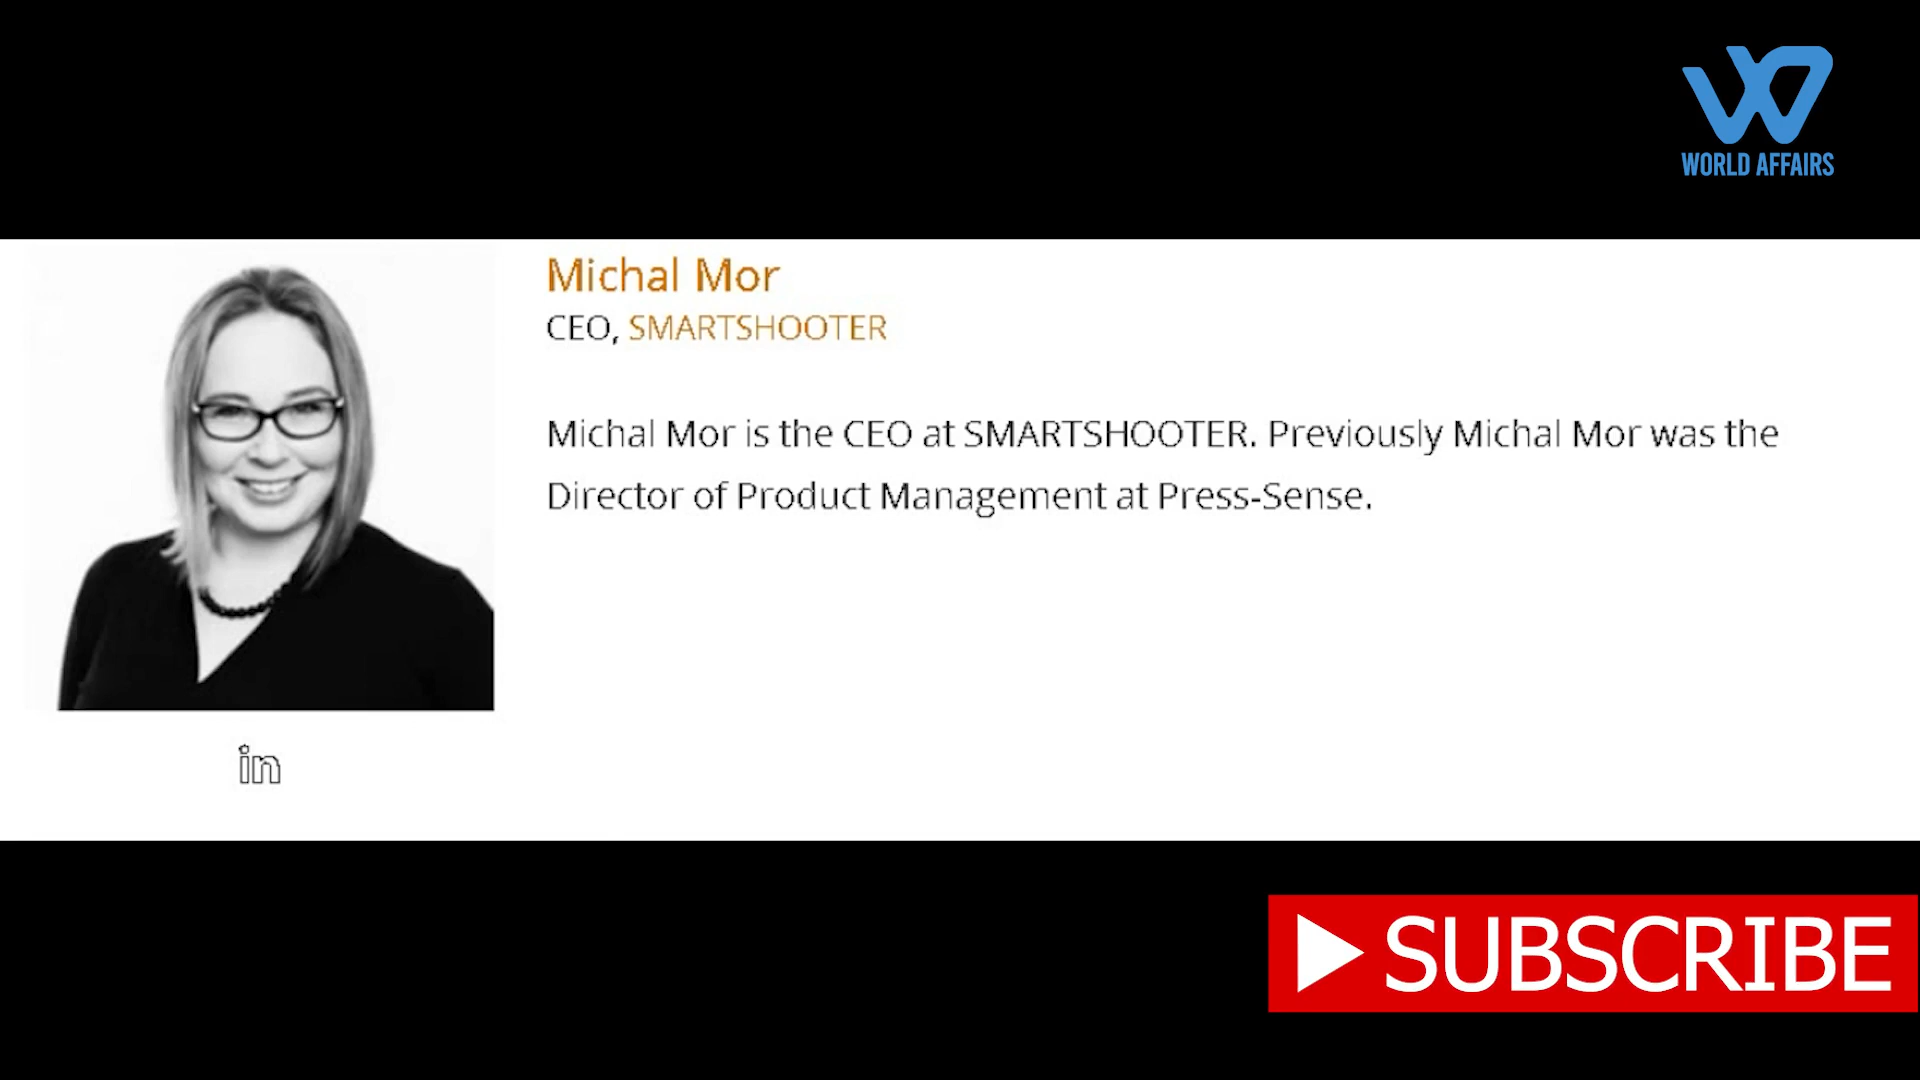 WORLD AFFAIRS
Michal Mor
CEO, SMARTSHOOTER
Michal Mor is the CEO at SMARTSHOOTER. Previously Michal Mor was the
Director of Product Management at Press-Sense.
in
SUBSCRIBE